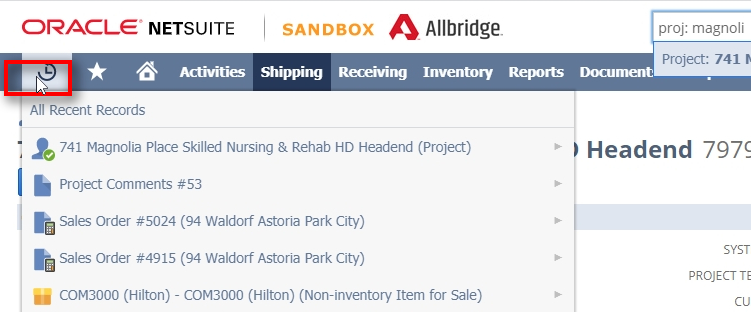 ORACLE NETSUITE SANDBOX Allbridge. proj: magnoli
Activities Shipping Receiving Inventory Reports Document Project: 741 M
All Recent Records
741 Magnolia Place Skilled Nursing & Rehab HD Headend (Project) D Headend 7979
Project Comments #53
Sales Order #5024 (94 Waldorf Astoria Park City)
SYST
Sales Order #4915 (94 Waldorf Astoria Park City)
PROJECT TE
COM3000 (Hilton) - COM3000 (Hilton) (Non-inventory Item for Sale)
CU